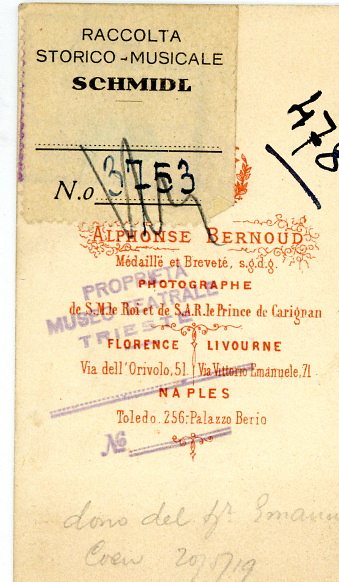 RACCOLTA
STORICO-MUSICALE
SCHMIDL
N.o 3753
478
ALPHONSE BERNOUD
Médaillé et Breveté, s.g.d.g.
PHOTOGRAPHE
de S.M. le Roi et de S.A.R. le Prince de Carignan
FLORENCE LIVOURNE
Via dell'Orivolo, 51. Via Vittorio Emanuele, 71
NAPLES
Toledo. 256-Palazzo Berio
PROPRIETÀ
MUSEO TEATRALE
TRIESTE
No
dono del
Coen 20/5/19